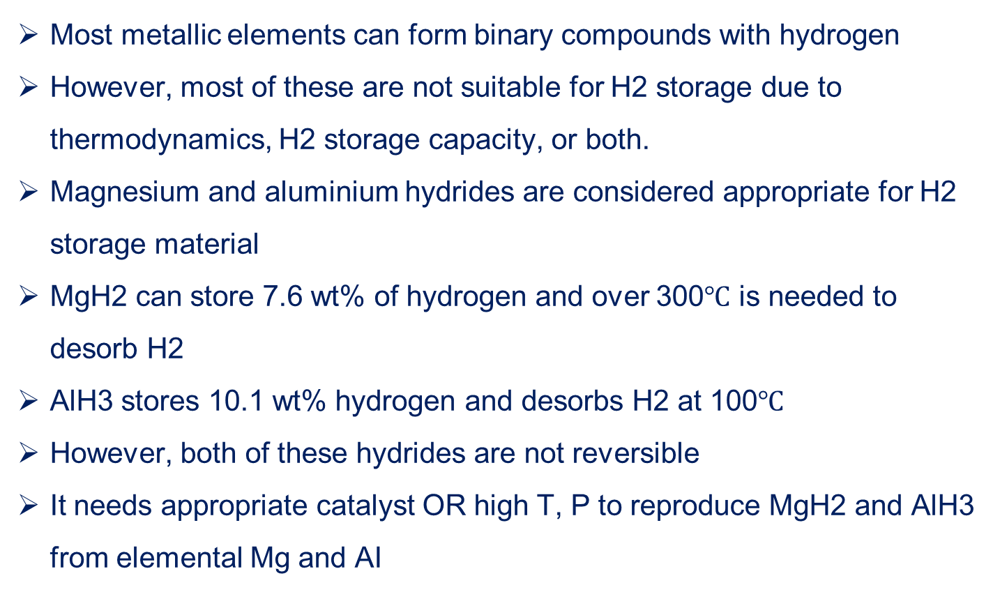 ➢ Most metallic elements can form binary compounds with hydrogen
➢ However, most of these are not suitable for H2 storage due to
thermodynamics, H2 storage capacity, or both.
➢ Magnesium and aluminium hydrides are considered appropriate for H2
storage material
➢ MgH2 can store 7.6 wt% of hydrogen and over 300℃ is needed to
desorb H2
➢ AlH3 stores 10.1 wt% hydrogen and desorbs H2 at 100℃
➢ However, both of these hydrides are not reversible
➢ It needs appropriate catalyst OR high T, P to reproduce MgH2 and AlH3
from elemental Mg and Al